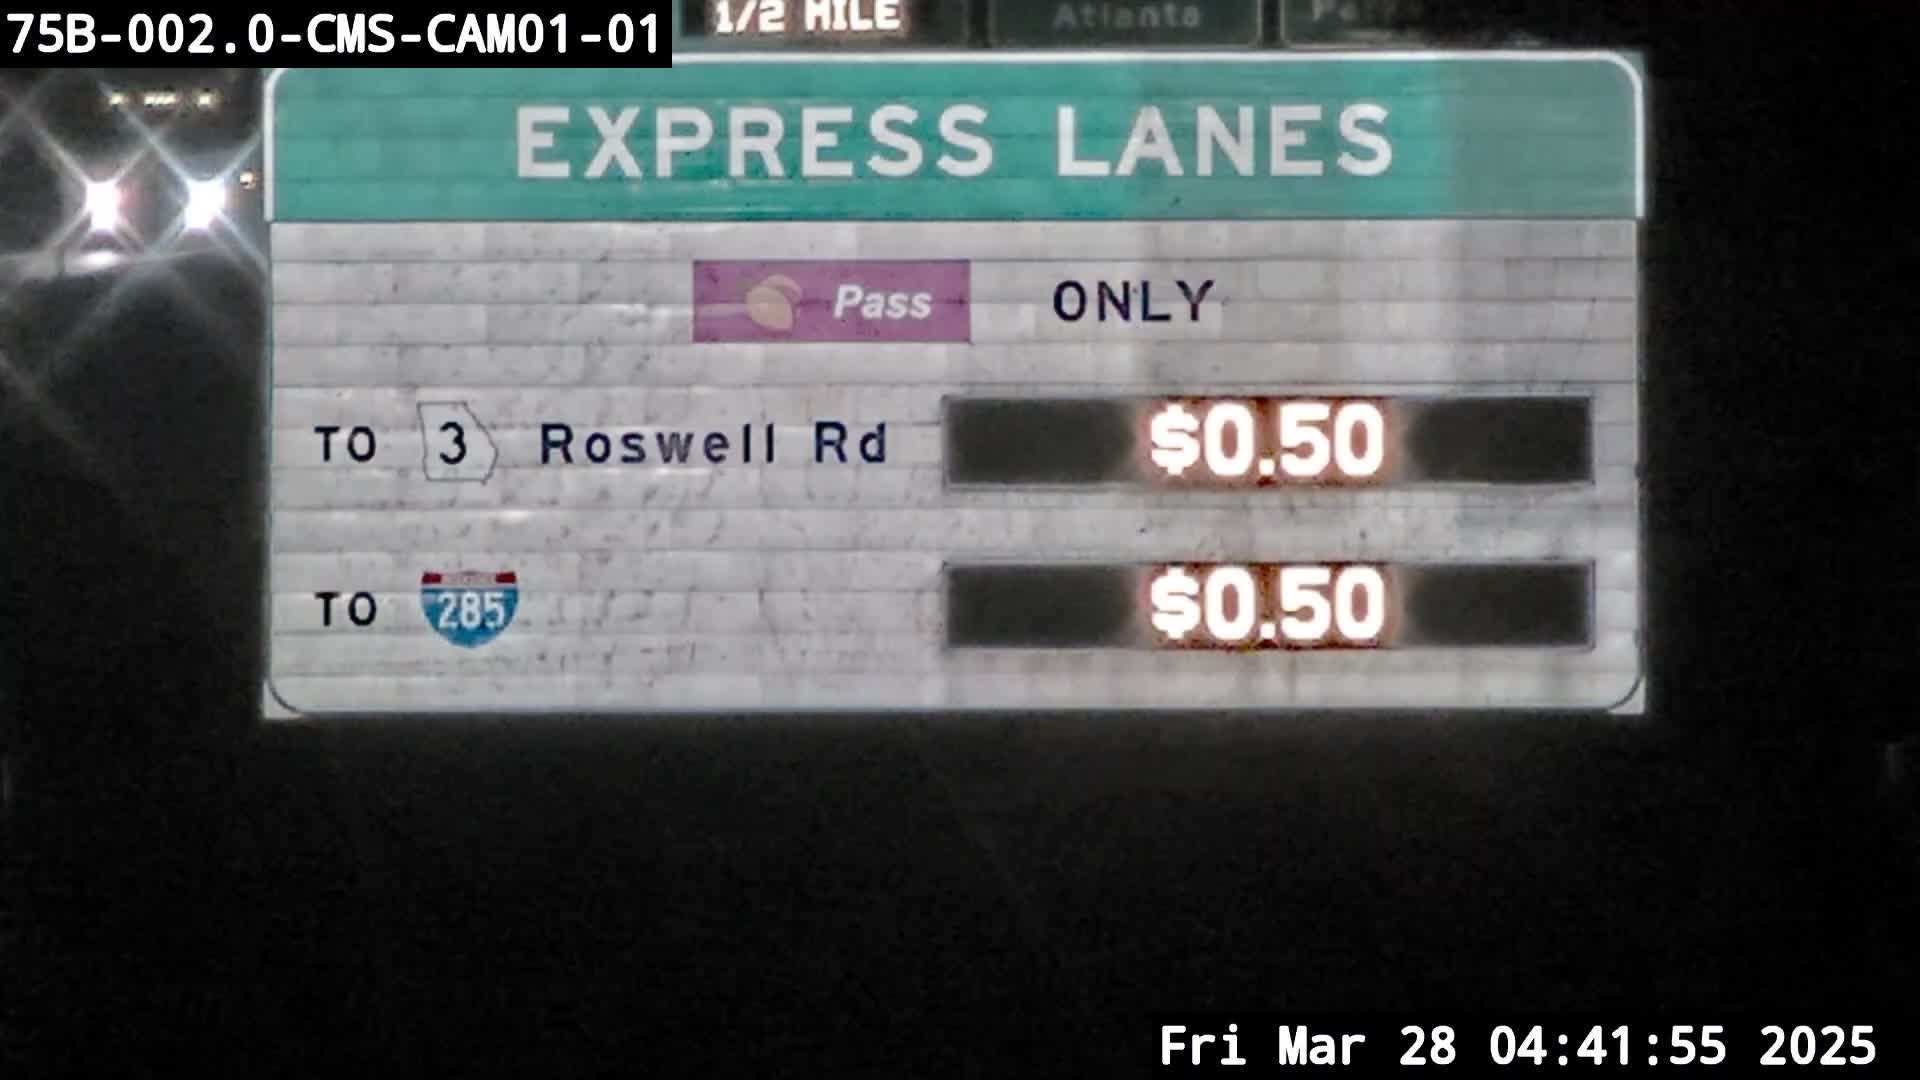 75B-002.0-CMS-CAM01-01
1/2 MILE
Atlanta
EXPRESS LANES
Pass ONLY
TO 3 Roswell Rd $0.50
TO 285 $0.50
Fri Mar 28 04:41:55 2025